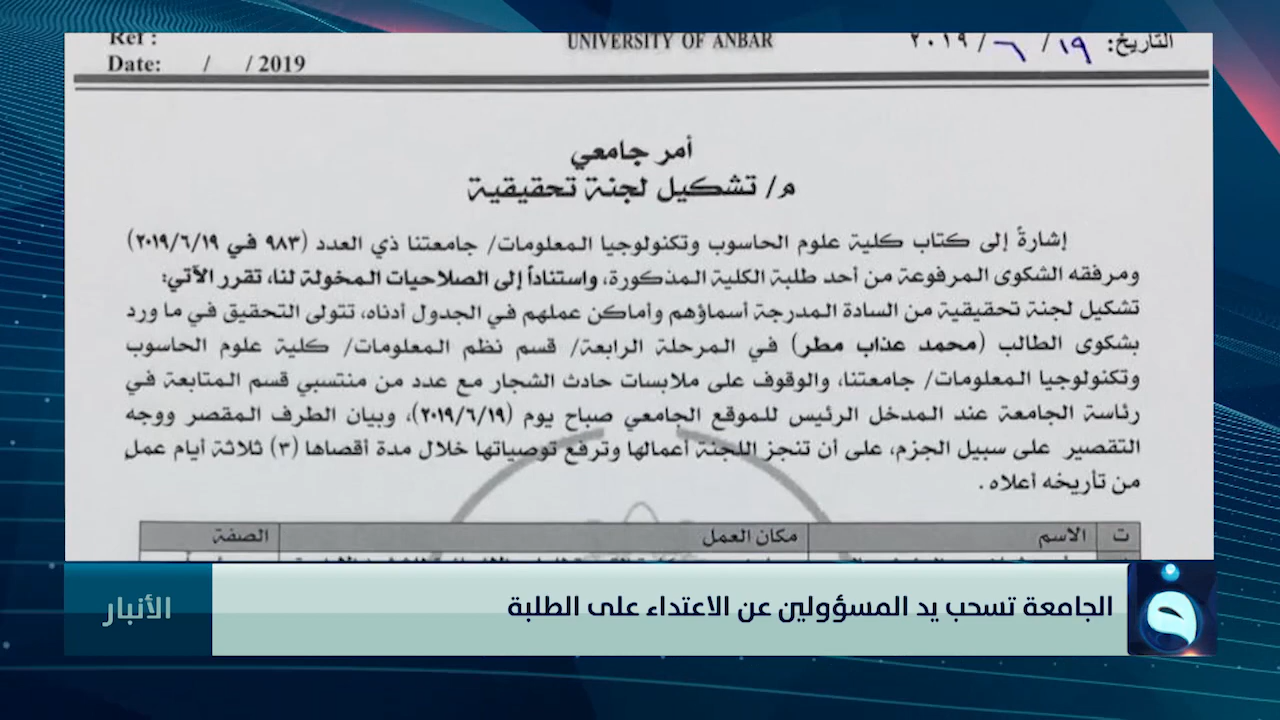 Ref :
UNIVERSITY OF ANBAR
التاريخ: ١٩ / ٦ / ٢٠١٩
Date: / / 2019
أمر جامعي
م/ تشكيل لجنة تحقيقية
إشارةً إلى كتاب كلية علوم الحاسوب وتكنولوجيا المعلومات/ جامعتنا ذي العدد (٩٨٣ في ٢٠١٩/٦/١٩)
ومرفقه الشكوى المرفوعة من أحد طلبة الكلية المذكورة، واستناداً إلى الصلاحيات المخولة لنا، تقرر الآتي:
تشكيل لجنة تحقيقية من السادة المدرجة أسماؤهم وأماكن عملهم في الجدول أدناه، تتولى التحقيق في ما ورد
بشكوى الطالب (محمد عذاب مطر) في المرحلة الرابعة/ قسم نظم المعلومات/ كلية علوم الحاسوب
وتكنولوجيا المعلومات/ جامعتنا، والوقوف على ملابسات حادث الشجار مع عدد من منتسبي قسم المتابعة في
رئاسة الجامعة عند المدخل الرئيس للموقع الجامعي صباح يوم (٢٠١٩/٦/١٩)، وبيان الطرف المقصر ووجه
التقصير على سبيل الجزم، على أن تنجز اللجنة أعمالها وترفع توصياتها خلال مدة أقصاها (٣) ثلاثة أيام عملٍ
من تأريخه أعلاه .
ت الاسم مكان العمل الصفة
الجامعة تسحب يد المسؤولين عن الاعتداء على الطلبة
الأنبار